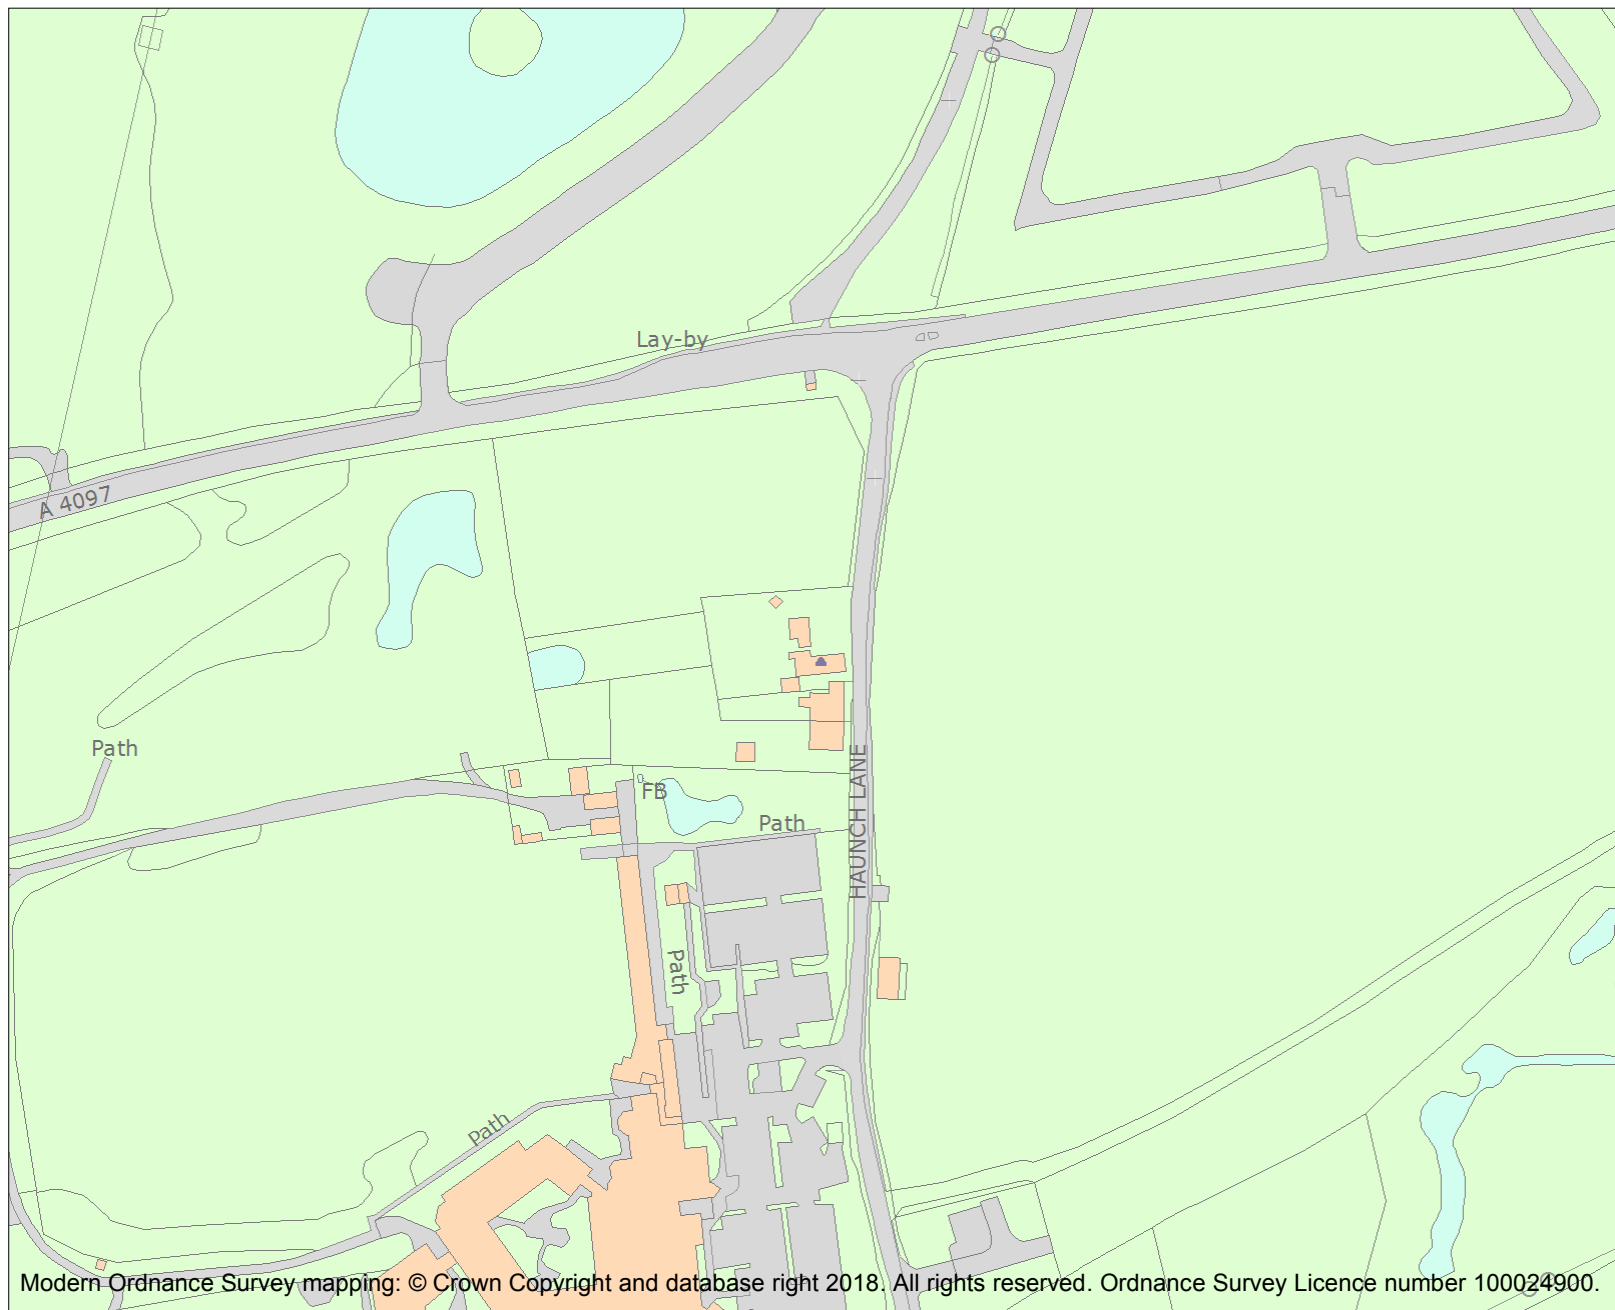 Lay-by
A 4097
Path
HAUNCH LANE
FB
Path
Path
Path
Modern Ordnance Survey mapping: © Crown Copyright and database right 2018. All rights reserved. Ordnance Survey Licence number 100024900.